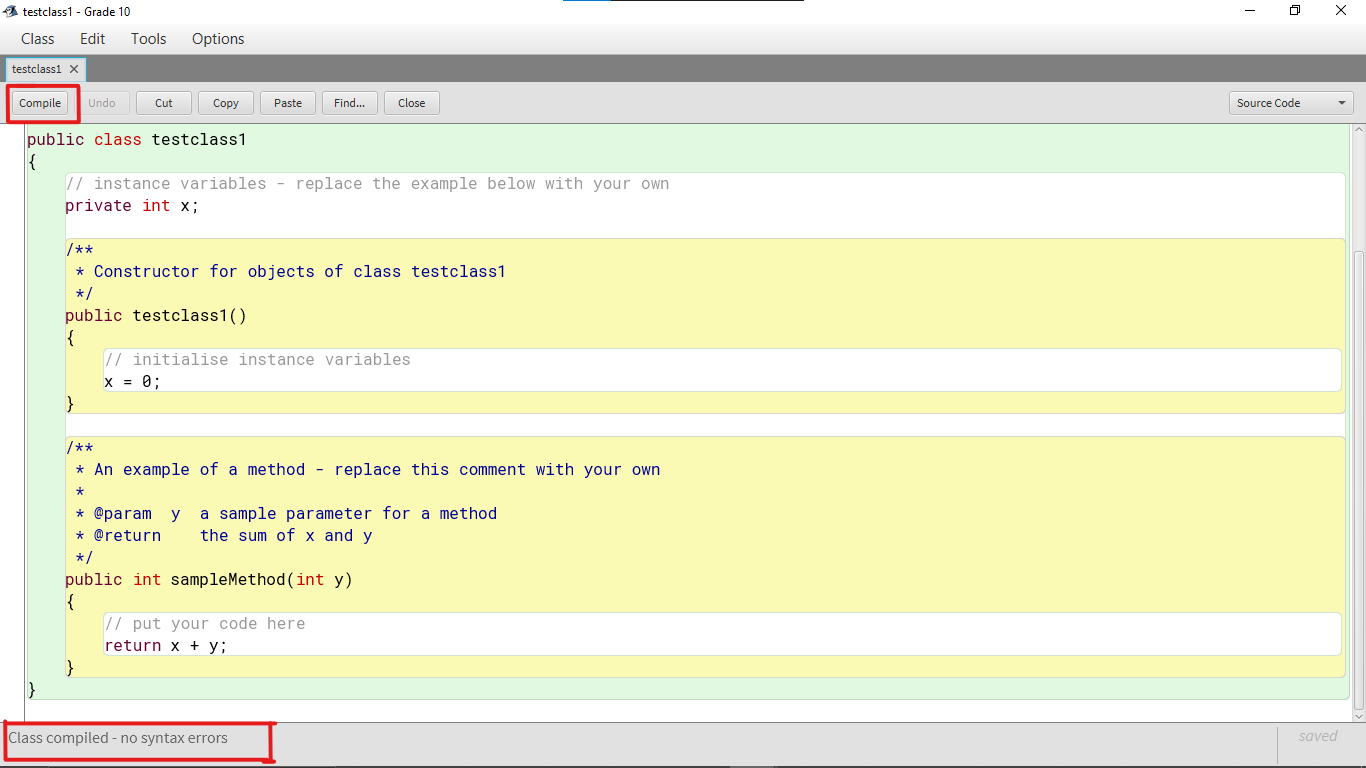 testclass1 - Grade 10
Class Edit Tools Options
testclass1
Compile Undo Cut Copy Paste Find... Close Source Code
public class testclass1
{
// instance variables - replace the example below with your own
private int x;
/**
* Constructor for objects of class testclass1
*/
public testclass1()
{
// initialise instance variables
x = 0;
}
/**
* An example of a method - replace this comment with your own
*
* @param  y  a sample parameter for a method
* @return    the sum of x and y
*/
public int sampleMethod(int y)
{
// put your code here
return x + y;
}
}
Class compiled - no syntax errors
saved